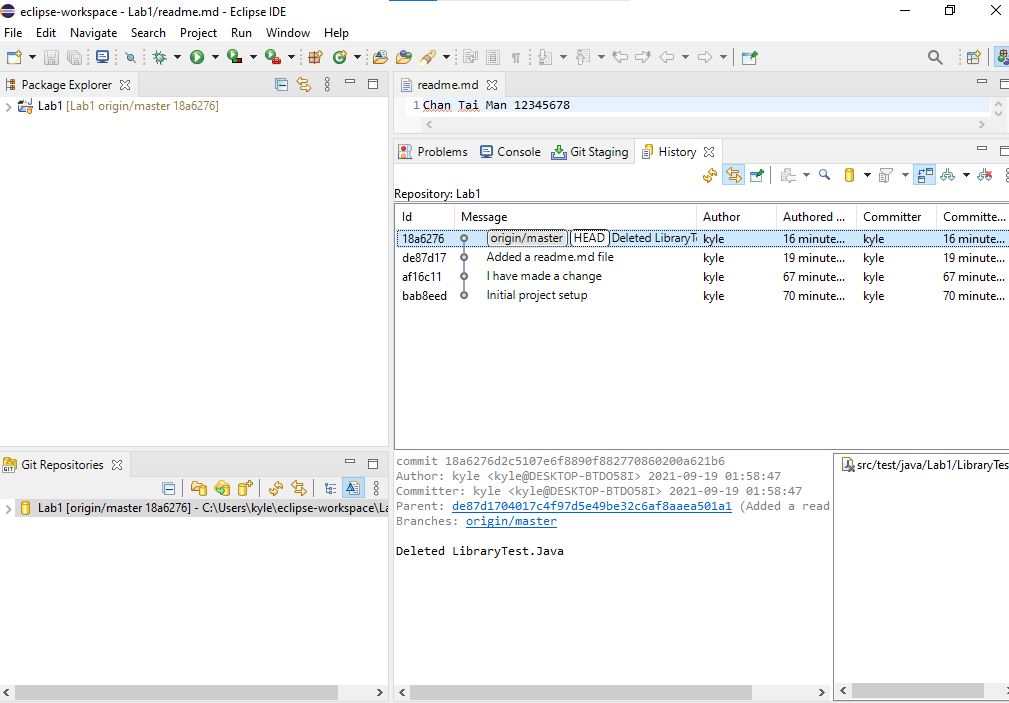 eclipse-workspace - Lab1/readme.md - Eclipse IDE
File Edit Navigate Search Project Run Window Help
Package Explorer
Lab1 [Lab1 origin/master 18a6276]
readme.md
1 Chan Tai Man 12345678
Problems Console Git Staging History
Repository: Lab1
Id Message Author Authored ... Committer Committe...
18a6276 origin/master HEAD Deleted LibraryTe kyle 16 minute... kyle 16 minute...
de87d17 Added a readme.md file kyle 19 minute... kyle 19 minute...
af16c11 I have made a change kyle 67 minute... kyle 67 minute...
bab8eed Initial project setup kyle 70 minute... kyle 70 minute...
Git Repositories
GIT
Lab1 [origin/master 18a6276] - C:\Users\kyle\eclipse-workspace\La
commit 18a6276d2c5107e6f8890f882770860200a621b6
Author: kyle <kyle@DESKTOP-BTDO58I> 2021-09-19 01:58:47
Committer: kyle <kyle@DESKTOP-BTDO58I> 2021-09-19 01:58:47
Parent: de87d1704017c4f97d5e49be32c6af8aaea501a1 (Added a read
Branches: origin/master
Deleted LibraryTest.Java
src/test/java/Lab1/LibraryTes